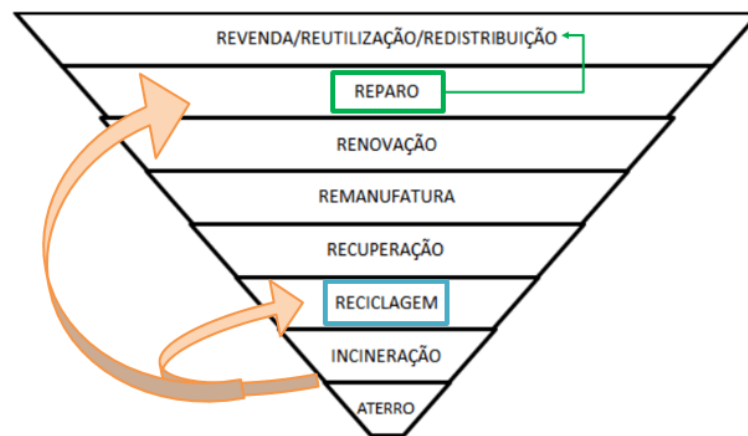 REVENDA/REUTILIZAÇÃO/REDISTRIBUIÇÃO
REPARO
RENOVAÇÃO
REMANUFATURA
RECUPERAÇÃO
RECICLAGEM
INCINERAÇÃO
ATERRO